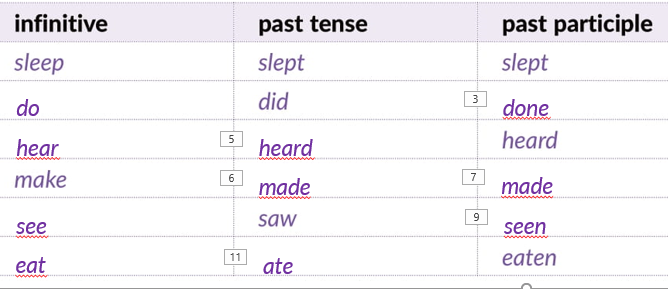 infinitive past tense past participle
sleep slept slept
do did 3 done
hear 5 heard heard
make 6 made 7 made
see saw 9 seen
eat 11 ate eaten